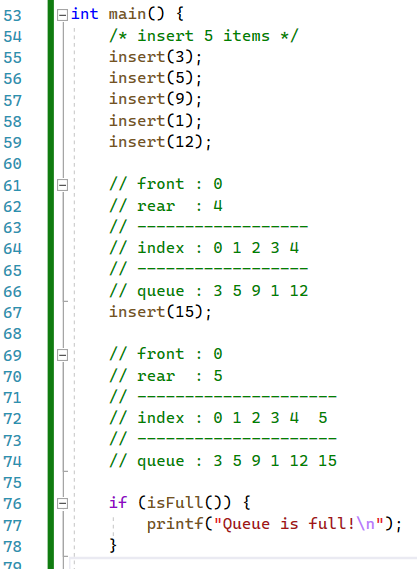 53 int main() {
54 /* insert 5 items */
55 insert(3);
56 insert(5);
57 insert(9);
58 insert(1);
59 insert(12);
60
61 // front : 0
62 // rear  : 4
63 // ------------------
64 // index : 0 1 2 3 4
65 // ------------------
66 // queue : 3 5 9 1 12
67 insert(15);
68
69 // front : 0
70 // rear  : 5
71 // ---------------------
72 // index : 0 1 2 3 4  5
73 // ---------------------
74 // queue : 3 5 9 1 12 15
75
76 if (isFull()) {
77 printf("Queue is full!\n");
78 }
79